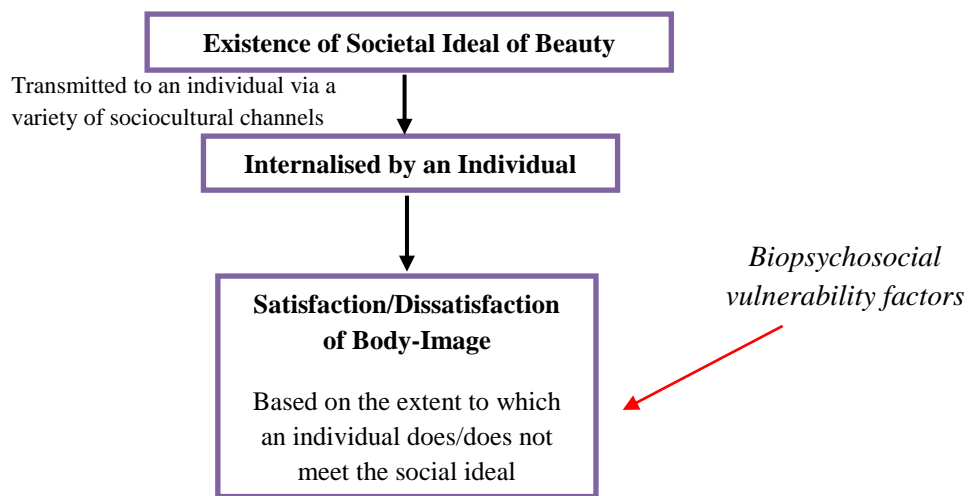 Existence of Societal Ideal of Beauty
Transmitted to an individual via a
variety of sociocultural channels
Internalised by an Individual
Biopsychosocial
vulnerability factors
Satisfaction/Dissatisfaction
of Body-Image
Based on the extent to which
an individual does/does not
meet the social ideal